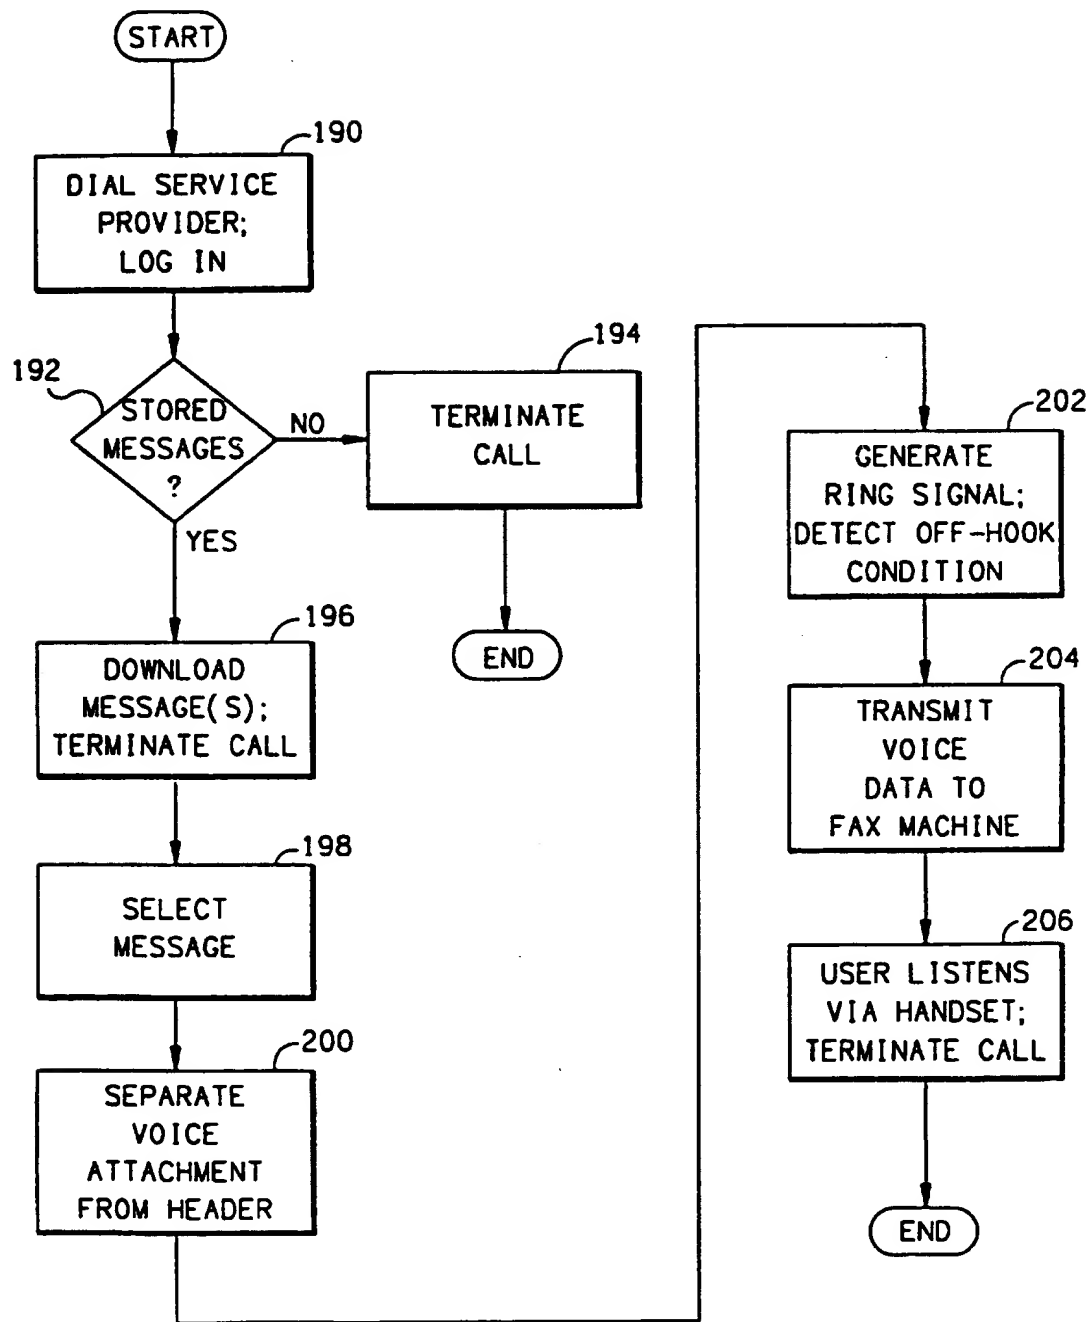 START
190
DIAL SERVICE
PROVIDER;
LOG IN
192
STORED
MESSAGES
?
NO
YES
194
TERMINATE
CALL
END
196
DOWNLOAD
MESSAGE(S);
TERMINATE CALL
198
SELECT
MESSAGE
200
SEPARATE
VOICE
ATTACHMENT
FROM HEADER
202
GENERATE
RING SIGNAL;
DETECT OFF-HOOK
CONDITION
204
TRANSMIT
VOICE
DATA TO
FAX MACHINE
206
USER LISTENS
VIA HANDSET;
TERMINATE CALL
END